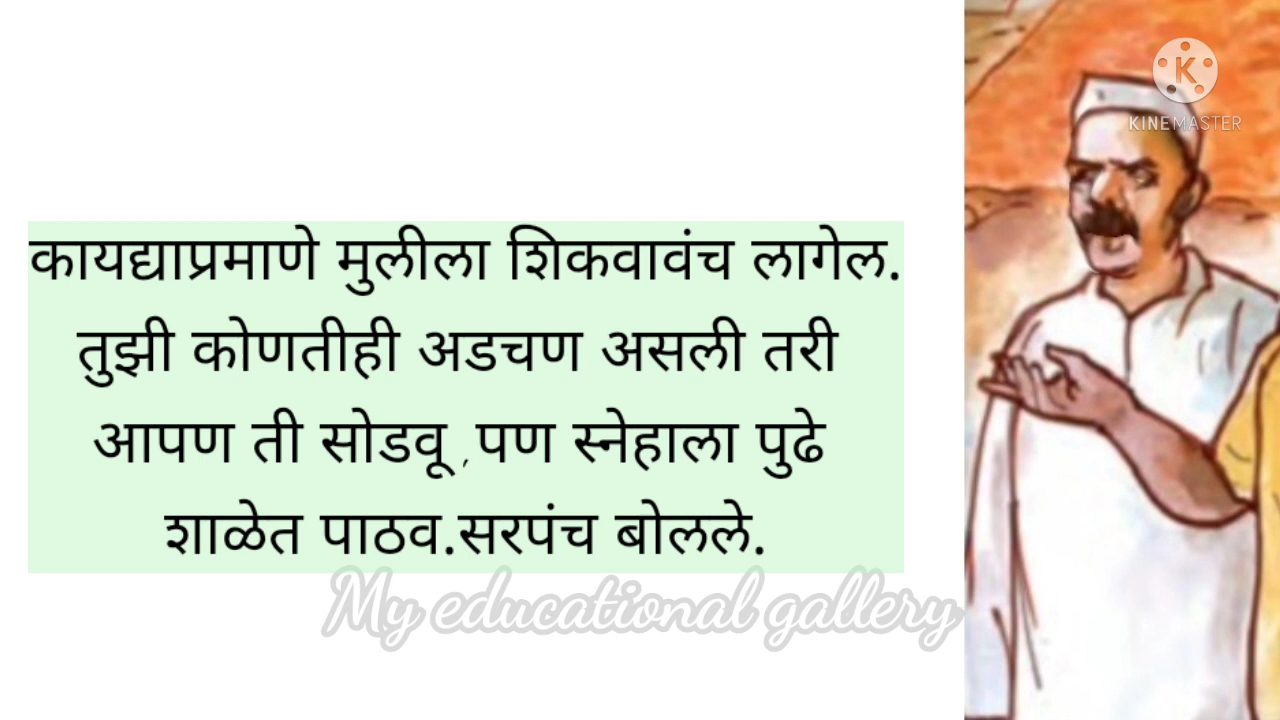 कायद्याप्रमाणे मुलीला शिकवावंच लागेल.
तुझी कोणतीही अडचण असली तरी
आपण ती सोडवू ,पण स्नेहाला पुढे
शाळेत पाठव.सरपंच बोलले.
My educational gallery
K
KINEMASTER